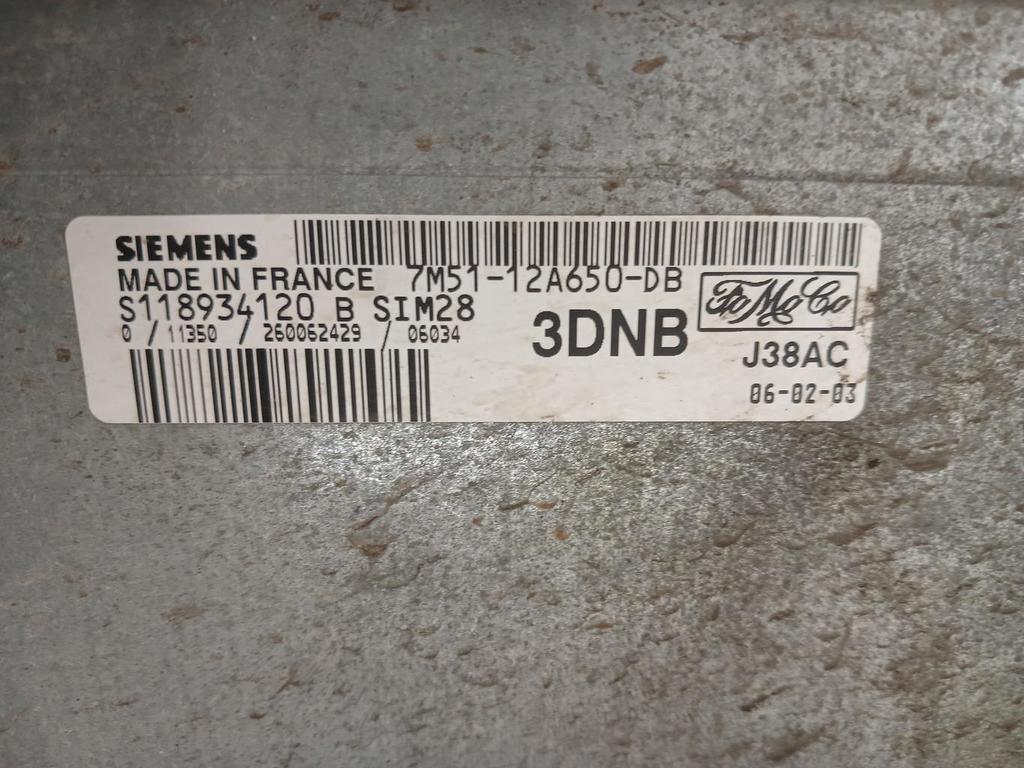 SIEMENS
MADE IN FRANCE 7M51-12A650-DB
S118934120 B SIM28
0 / 11350 / 260062429 / 06034
3DNB
FoMoCo
J38AC
06-02-03